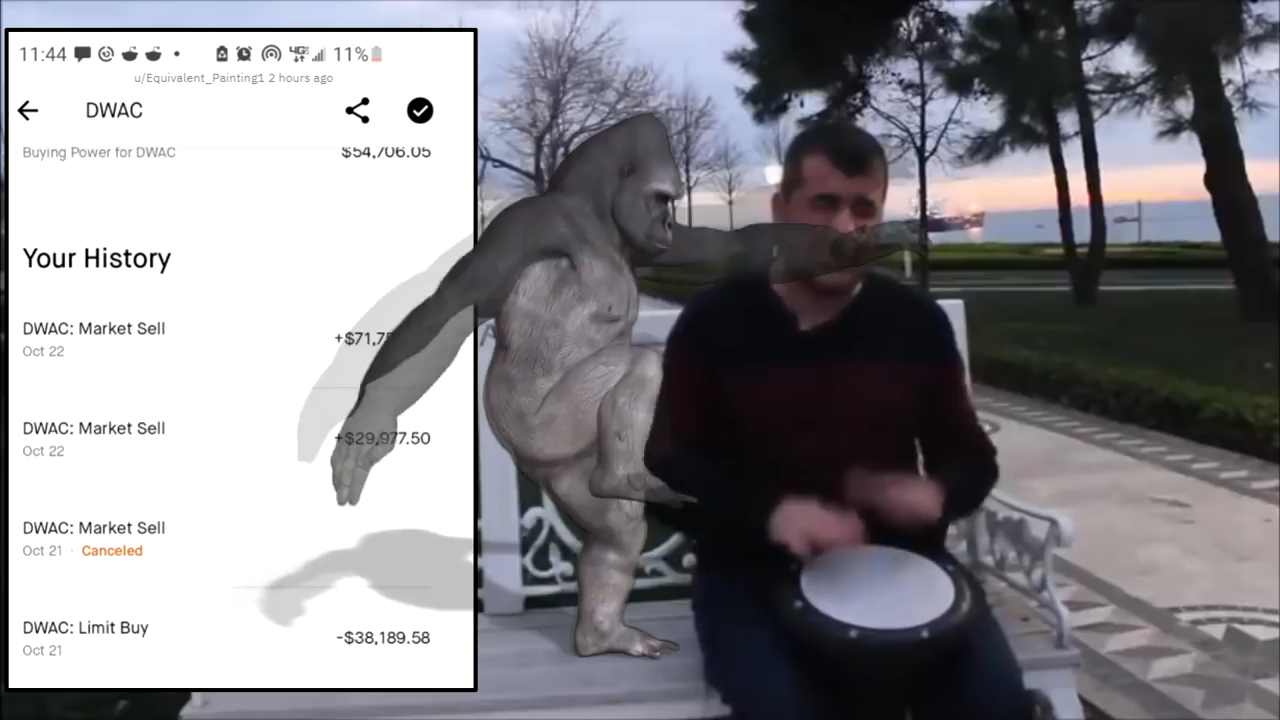 11:44 11%
u/Equivalent_Painting1 2 hours ago
DWAC
Buying Power for DWAC $54,706.05
Your History
DWAC: Market Sell
Oct 22
DWAC: Market Sell +$29,977.50
Oct 22
DWAC: Market Sell
Oct 21 · Canceled
DWAC: Limit Buy -$38,189.58
Oct 21